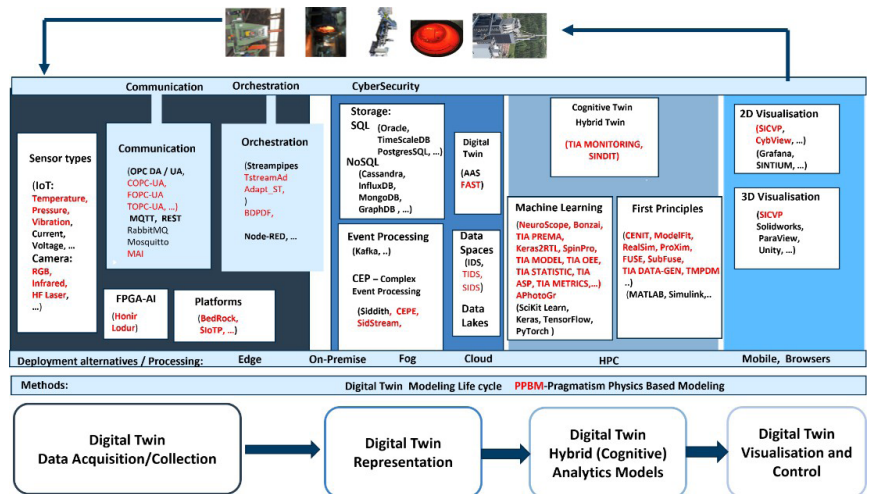 Communication
Orchestration
CyberSecurity
Sensor types
(IoT:
Temperature,
Pressure,
Vibration,
Current,
Voltage, ...
Camera:
RGB,
Infrared,
HF Laser,
...)
Communication
(OPC DA / UA,
COPC-UA,
FOPC-UA
TOPC-UA, ...)
MQTT, REST
RabbitMQ
Mosquitto
MAI
Orchestration
(Streampipes
TstreamAd
Adapt_ST,
)
BDPDF,
Node-RED, ...
FPGA-AI
(Honir
Lodur)
Platforms
(BedRock,
SIoTP, ...)
Storage:
SQL
(Oracle,
TimeScaleDB
PostgresSQL, ...)
NoSQL
(Cassandra,
InfluxDB,
MongoDB,
GraphDB , ...)
Event Processing
(Kafka, ..)
CEP – Complex
Event Processing
(Siddith, CEPE,
SidStream,
Digital
Twin
(AAS
FAST)
Data
Spaces
(IDS,
TIDS,
SIDS)
Data
Lakes
Cognitive Twin
Hybrid Twin
(TIA MONITORING,
SINDIT)
Machine Learning
(NeuroScope, Bonzai,
TIA PREMA,
Keras2RTL, SpinPro,
TIA MODEL, TIA OEE,
TIA STATISTIC, TIA
ASP, TIA METRICS,...)
APhotoGr
(SciKit Learn,
Keras, TensorFlow,
PyTorch )
First Principles
(CENIT, ModelFit,
RealSim, ProXim,
FUSE, SubFuse,
TIA DATA-GEN, TMPDM
..)
(MATLAB, Simulink,..
2D Visualisation
(SICVP,
CybView, ...)
(Grafana,
SINTIUM, ...)
3D Visualisation
(SICVP
Solidworks,
ParaView,
Unity, ...)
Deployment alternatives / Processing:
Edge
On-Premise
Fog
Cloud
HPC
Mobile, Browsers
Methods:
Digital Twin Modeling Life cycle PPBM-Pragmatism Physics Based Modeling
Digital Twin
Data Acquisition/Collection
Digital Twin
Representation
Digital Twin
Hybrid (Cognitive)
Analytics Models
Digital Twin
Visualisation and
Control